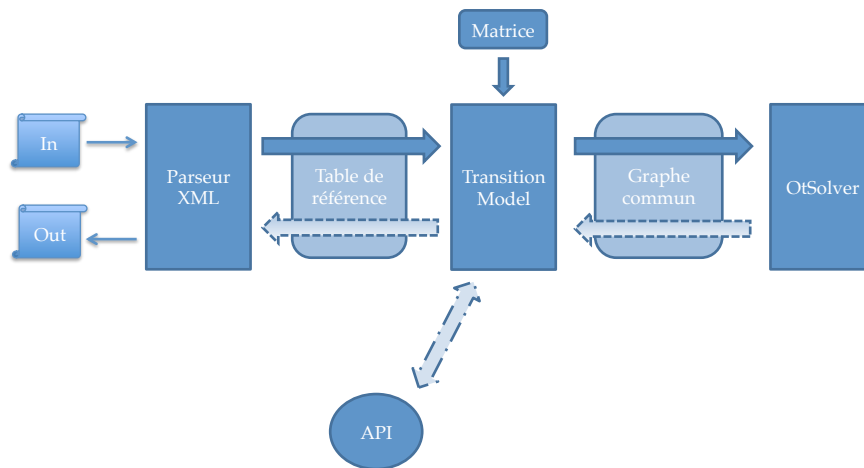 Matrice
In
Parseur
XML
Table de
référence
Transition
Model
Graphe
commun
OtSolver
Out
API